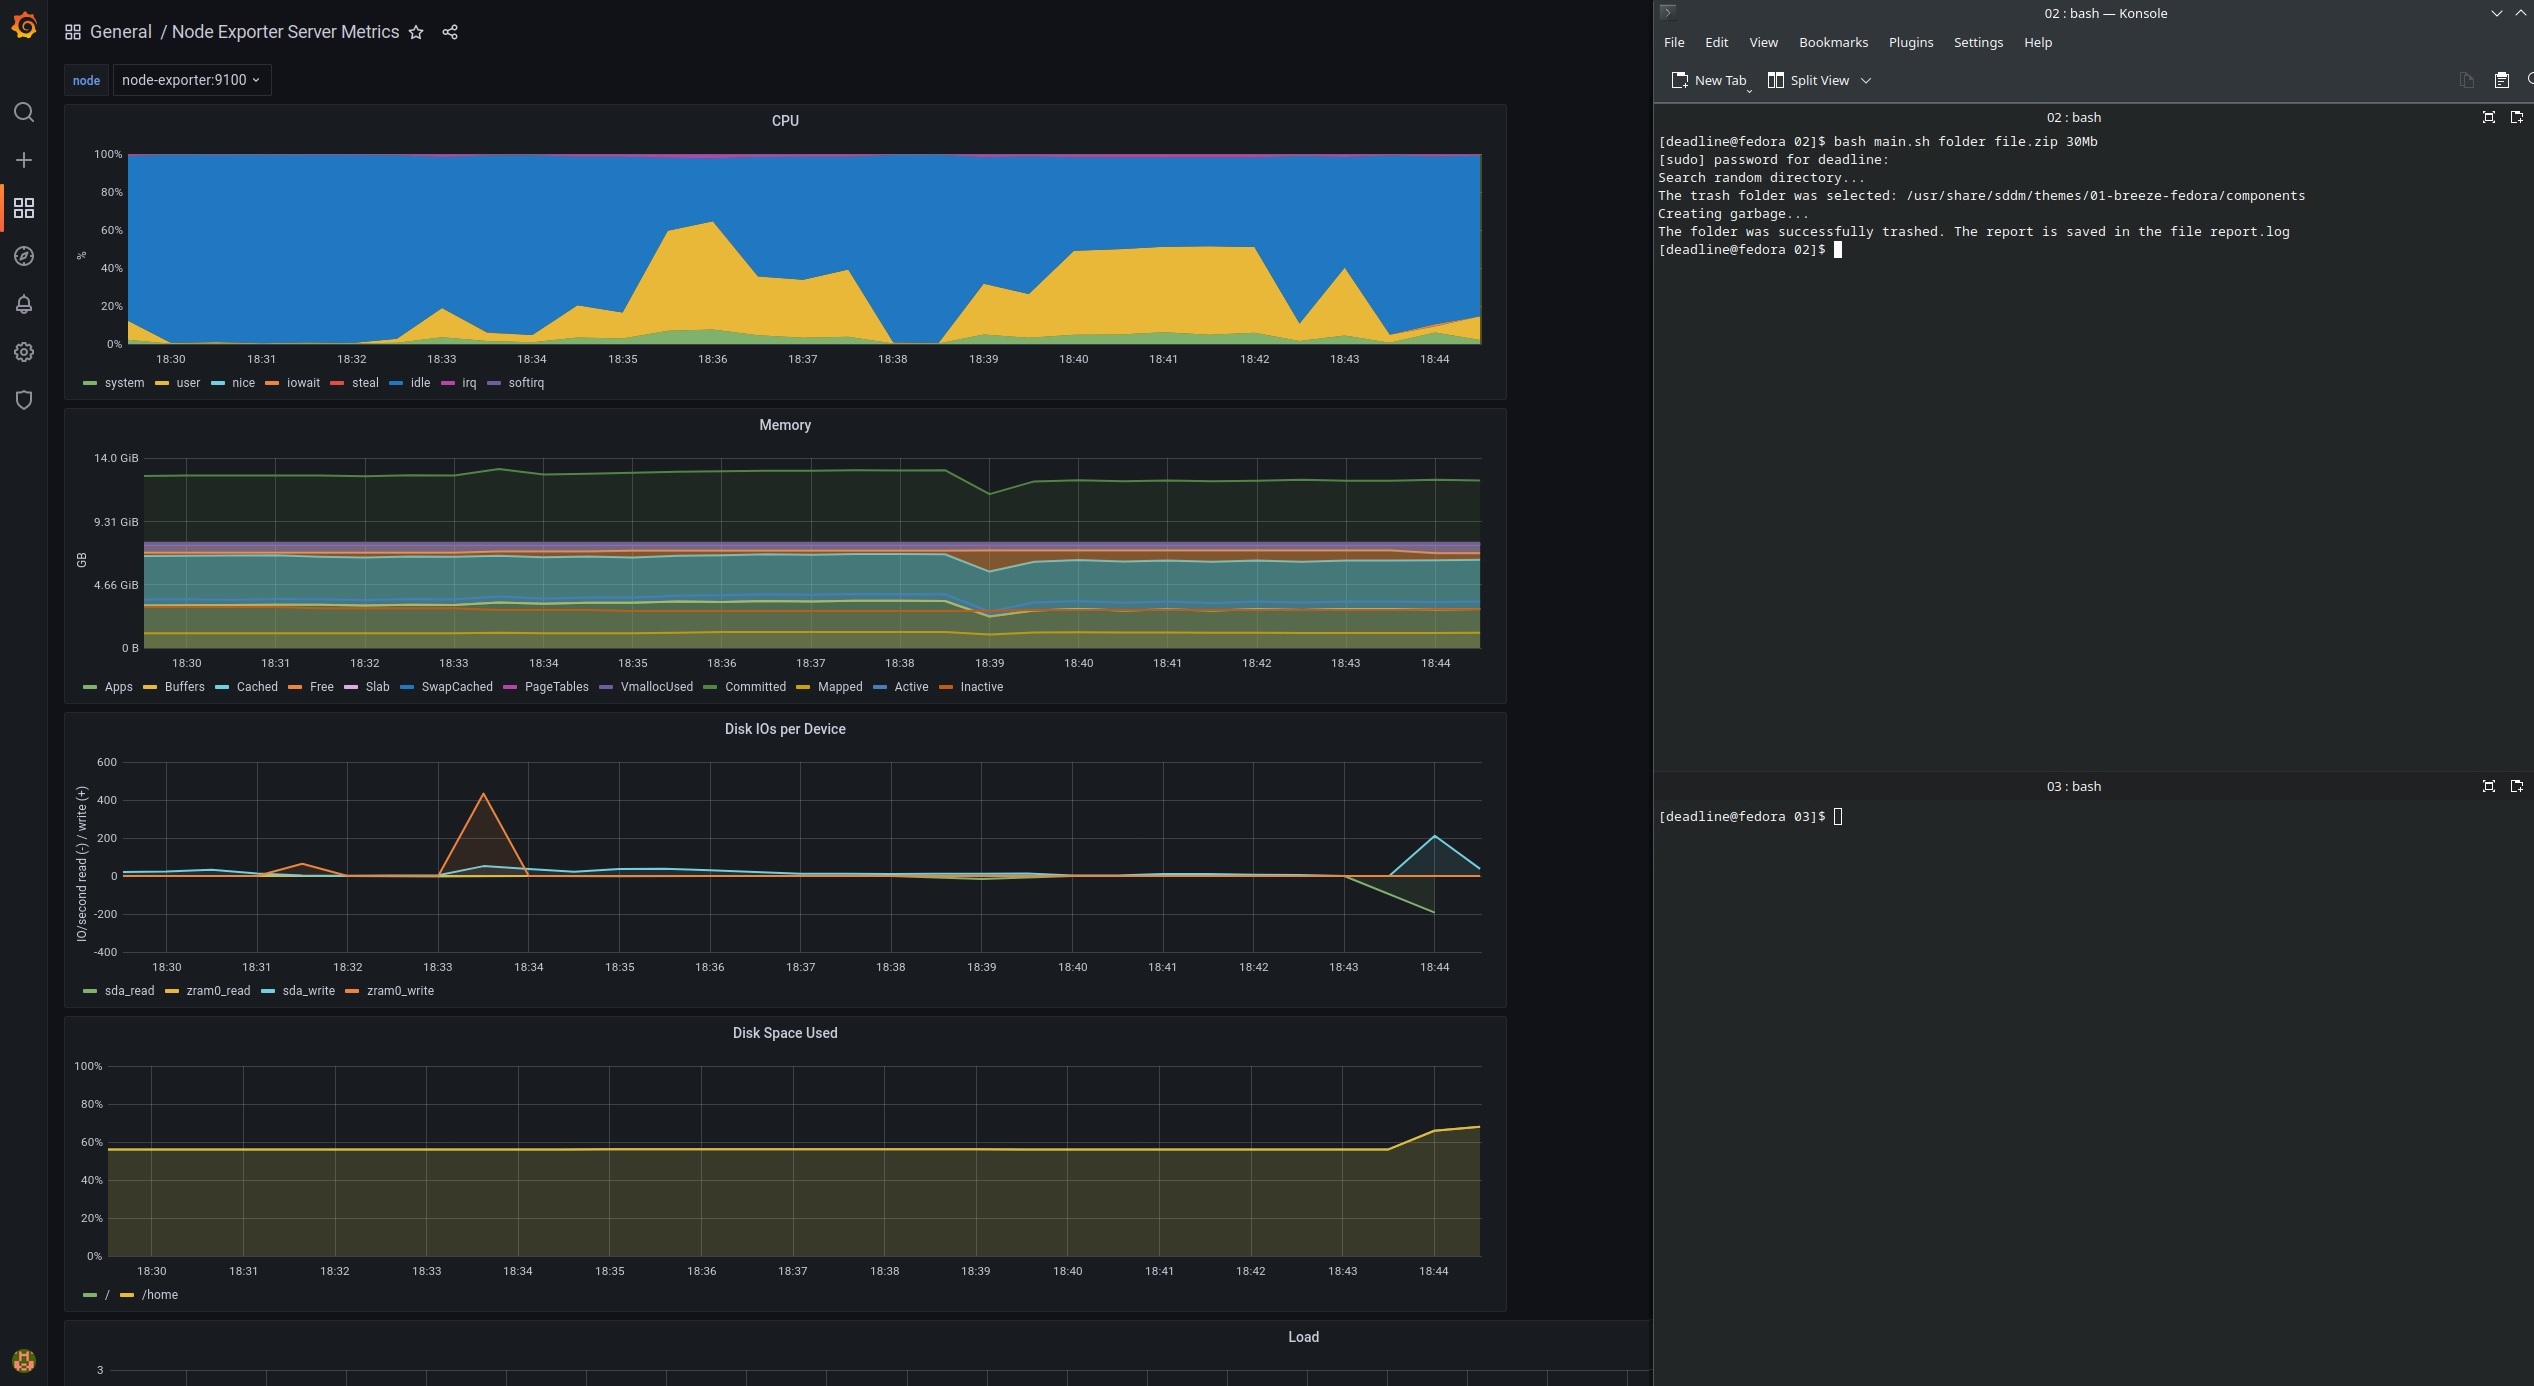 General / Node Exporter Server Metrics
node node-exporter:9100
CPU
100%
80%
60%
40%
20%
0%
%
18:30 18:31 18:32 18:33 18:34 18:35 18:36 18:37 18:38 18:39 18:40 18:41 18:42 18:43 18:44
system user nice iowait steal idle irq softirq
Memory
14.0 GiB
9.31 GiB
4.66 GiB
0 B
GB
18:30 18:31 18:32 18:33 18:34 18:35 18:36 18:37 18:38 18:39 18:40 18:41 18:42 18:43 18:44
Apps Buffers Cached Free Slab SwapCached PageTables VmallocUsed Committed Mapped Active Inactive
Disk IOs per Device
600
400
200
0
-200
-400
IO/second read (-) / write (+)
18:30 18:31 18:32 18:33 18:34 18:35 18:36 18:37 18:38 18:39 18:40 18:41 18:42 18:43 18:44
sda_read zram0_read sda_write zram0_write
Disk Space Used
100%
80%
60%
40%
20%
0%
18:30 18:31 18:32 18:33 18:34 18:35 18:36 18:37 18:38 18:39 18:40 18:41 18:42 18:43 18:44
/ /home
Load
3
02 : bash — Konsole
File Edit View Bookmarks Plugins Settings Help
New Tab Split View
02 : bash
[deadline@fedora 02]$ bash main.sh folder file.zip 30Mb
[sudo] password for deadline:
Search random directory...
The trash folder was selected: /usr/share/sddm/themes/01-breeze-fedora/components
Creating garbage...
The folder was successfully trashed. The report is saved in the file report.log
[deadline@fedora 02]$
03 : bash
[deadline@fedora 03]$